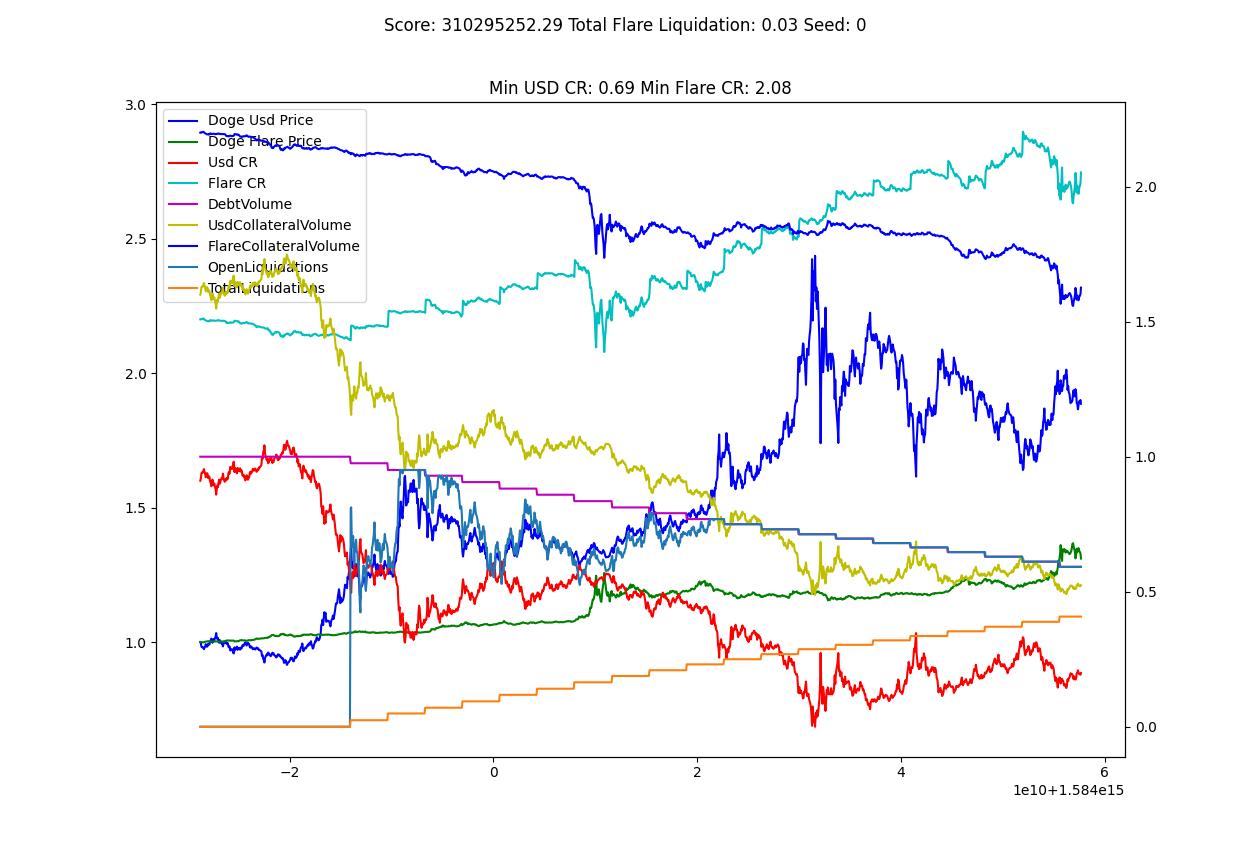 Score: 310295252.29 Total Flare Liquidation: 0.03 Seed: 0
Min USD CR: 0.69 Min Flare CR: 2.08
Doge Usd Price
Doge Flare Price
Usd CR
Flare CR
DebtVolume
UsdCollateralVolume
FlareCollateralVolume
OpenLiquidations
TotalLiquidations
3.0
2.5
2.0
1.5
1.0
2.0
1.5
1.0
0.5
0.0
−2
0
2
4
6
1e10+1.584e15